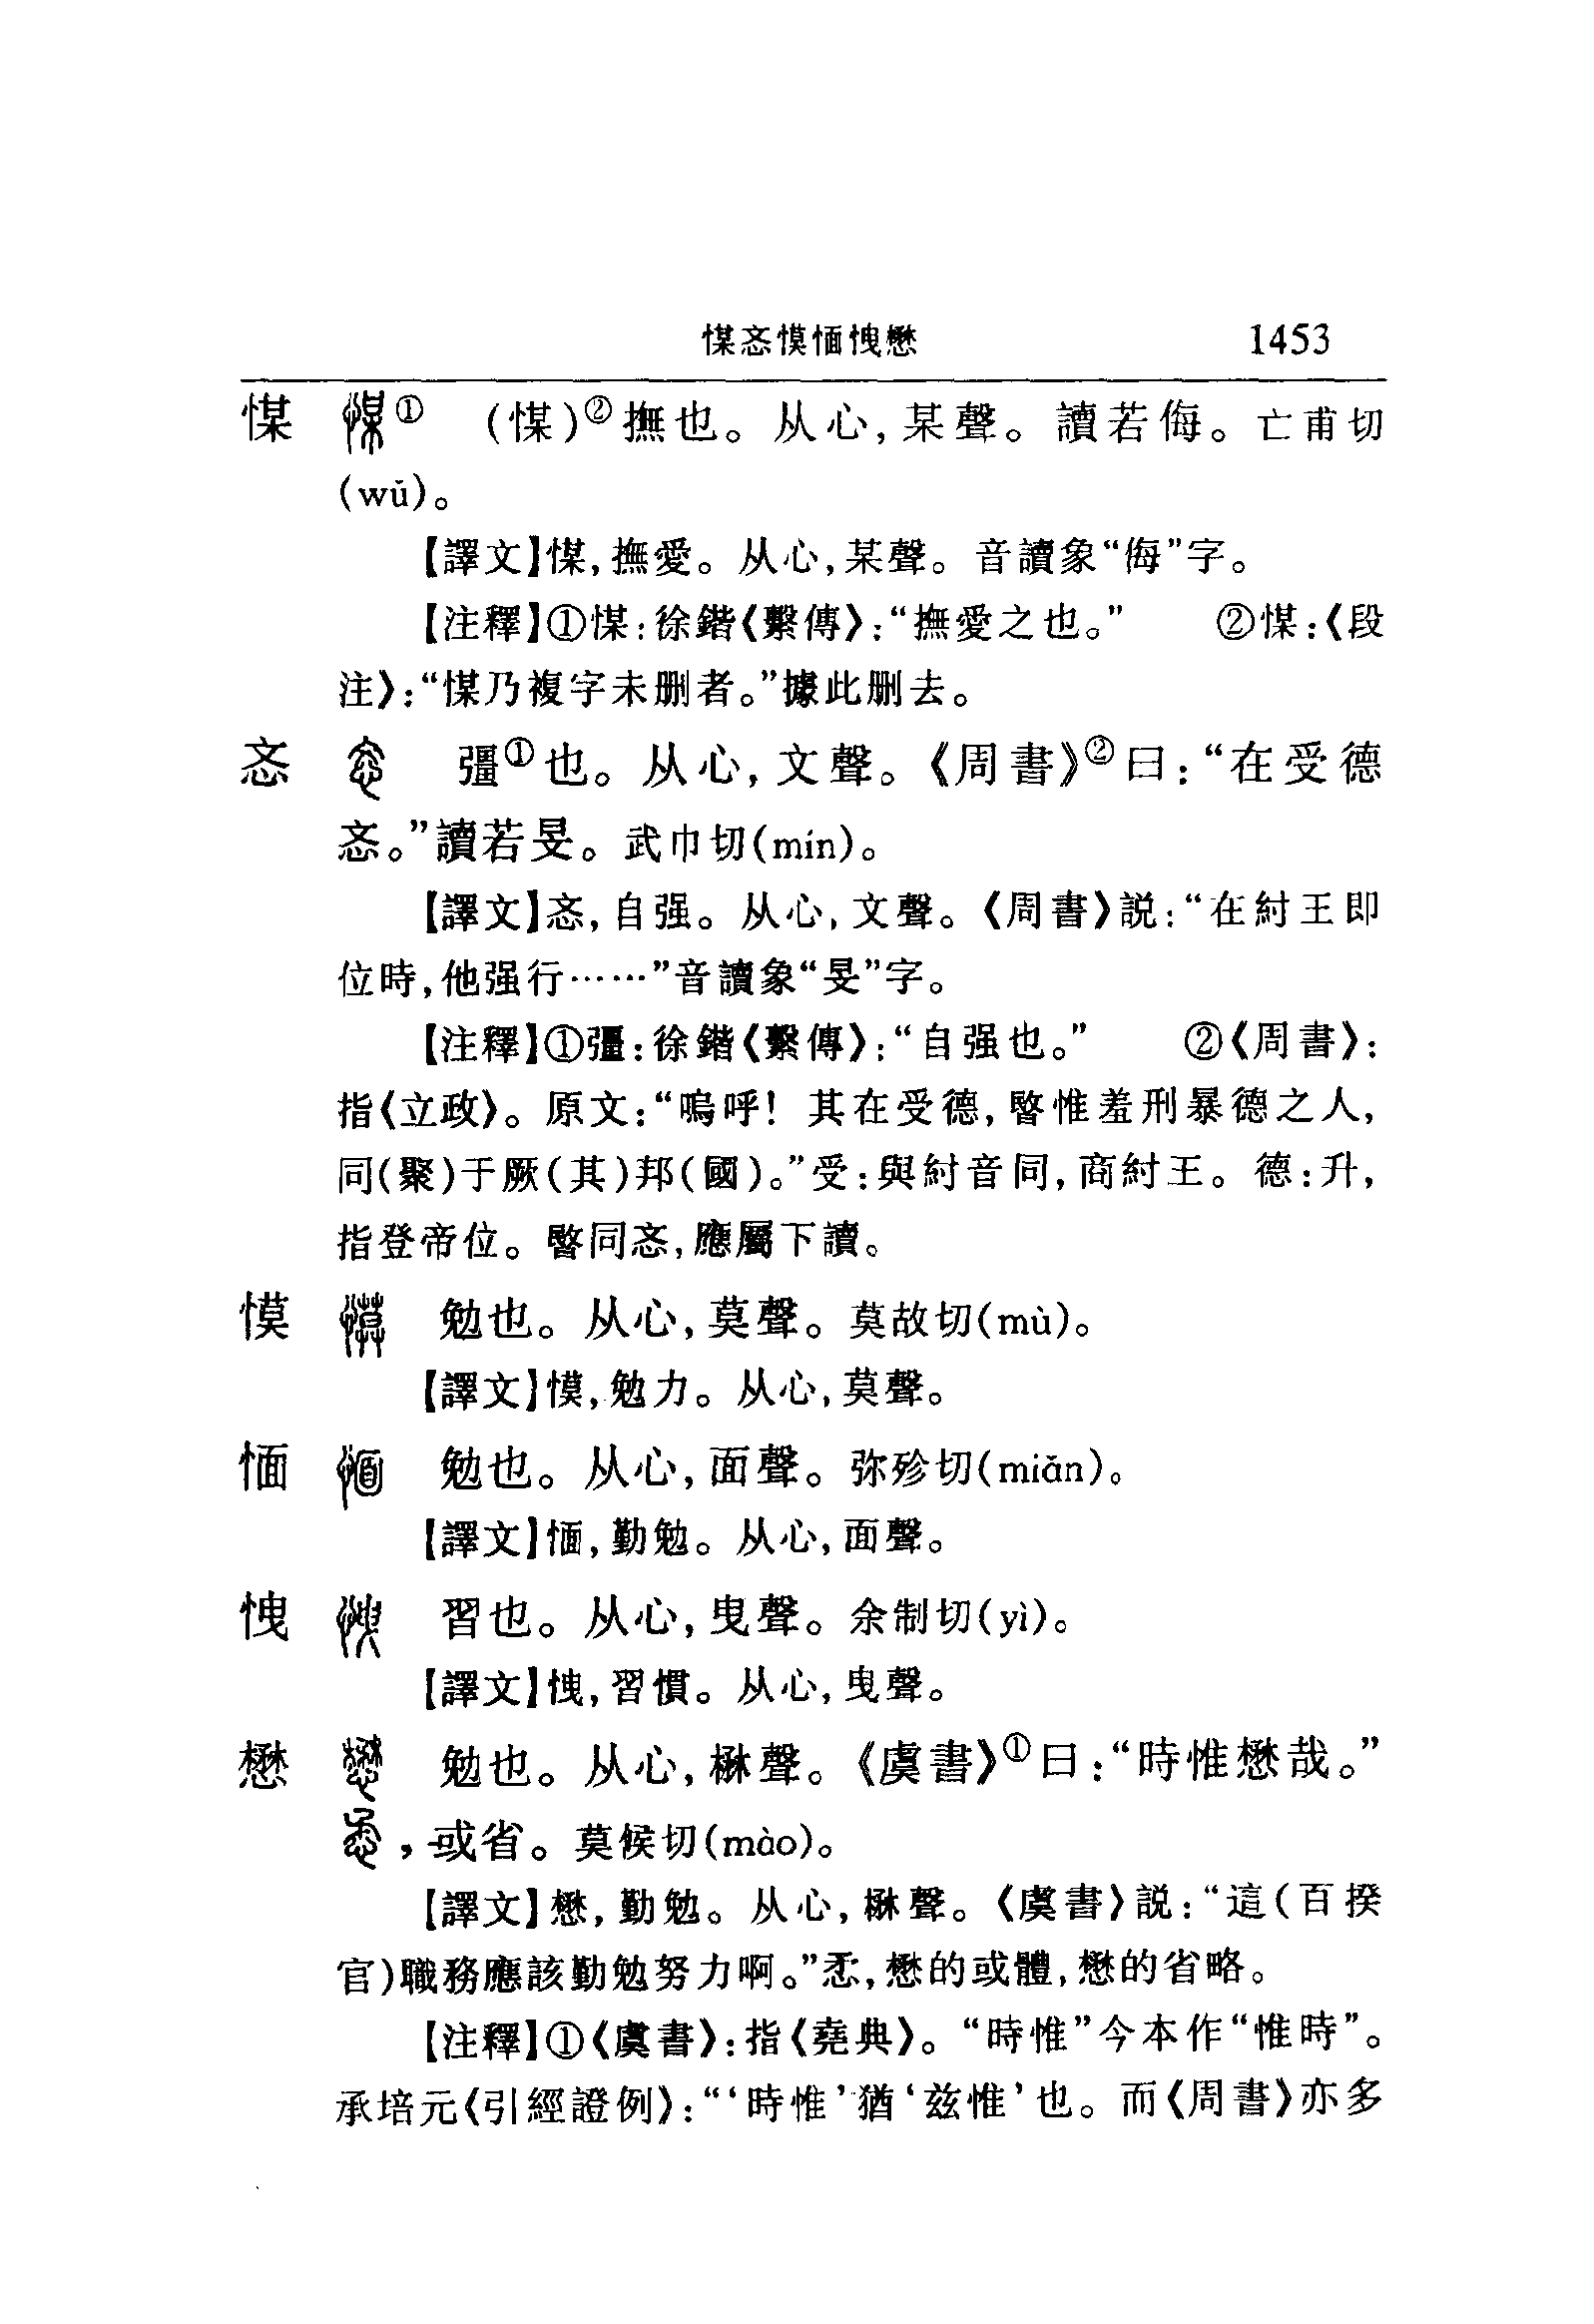 㷬忞慔愐怈懋 1453
㷬 ① (㷬)②撫也。从心,某聲。讀若侮。亡甫切
(wǔ)。
【譯文】㷬,撫愛。从心,某聲。音讀象“侮”字。
【注釋】①㷬:徐鍇《繫傳》:“撫愛之也。” ②㷬:《段
注》:“㷬乃複字未删者。”據此删去。
忞 彊①也。从心,文聲。《周書》②曰:“在受德
忞。”讀若旻。武巾切(mín)。
【譯文】忞,自强。从心,文聲。《周書》説:“在紂王即
位時,他强行……”音讀象“旻”字。
【注釋】①彊:徐鍇《繫傳》:“自强也。” ②《周書》:
指《立政》。原文:“嗚呼!其在受德,暋惟羞刑暴德之人,
同(聚)于厥(其)邦(國)。”受:與紂音同,商紂王。德:升,
指登帝位。暋同忞,應屬下讀。
慔 勉也。从心,莫聲。莫故切(mù)。
【譯文】慔,勉力。从心,莫聲。
愐 勉也。从心,面聲。弥殄切(miǎn)。
【譯文】愐,勤勉。从心,面聲。
怈 習也。从心,曳聲。余制切(yì)。
【譯文】怈,習慣。从心,曳聲。
懋 勉也。从心,楙聲。《虞書》①曰:“時惟懋哉。”
,或省。莫候切(mào)。
【譯文】懋,勤勉。从心,楙聲。《虞書》説:“這(百揆
官)職務應該勤勉努力啊。”孞,懋的或體,懋的省略。
【注釋】①《虞書》:指《堯典》。“時惟”今本作“惟時”。
承培元《引經證例》:“‘時惟’猶‘兹惟’也。而《周書》亦多